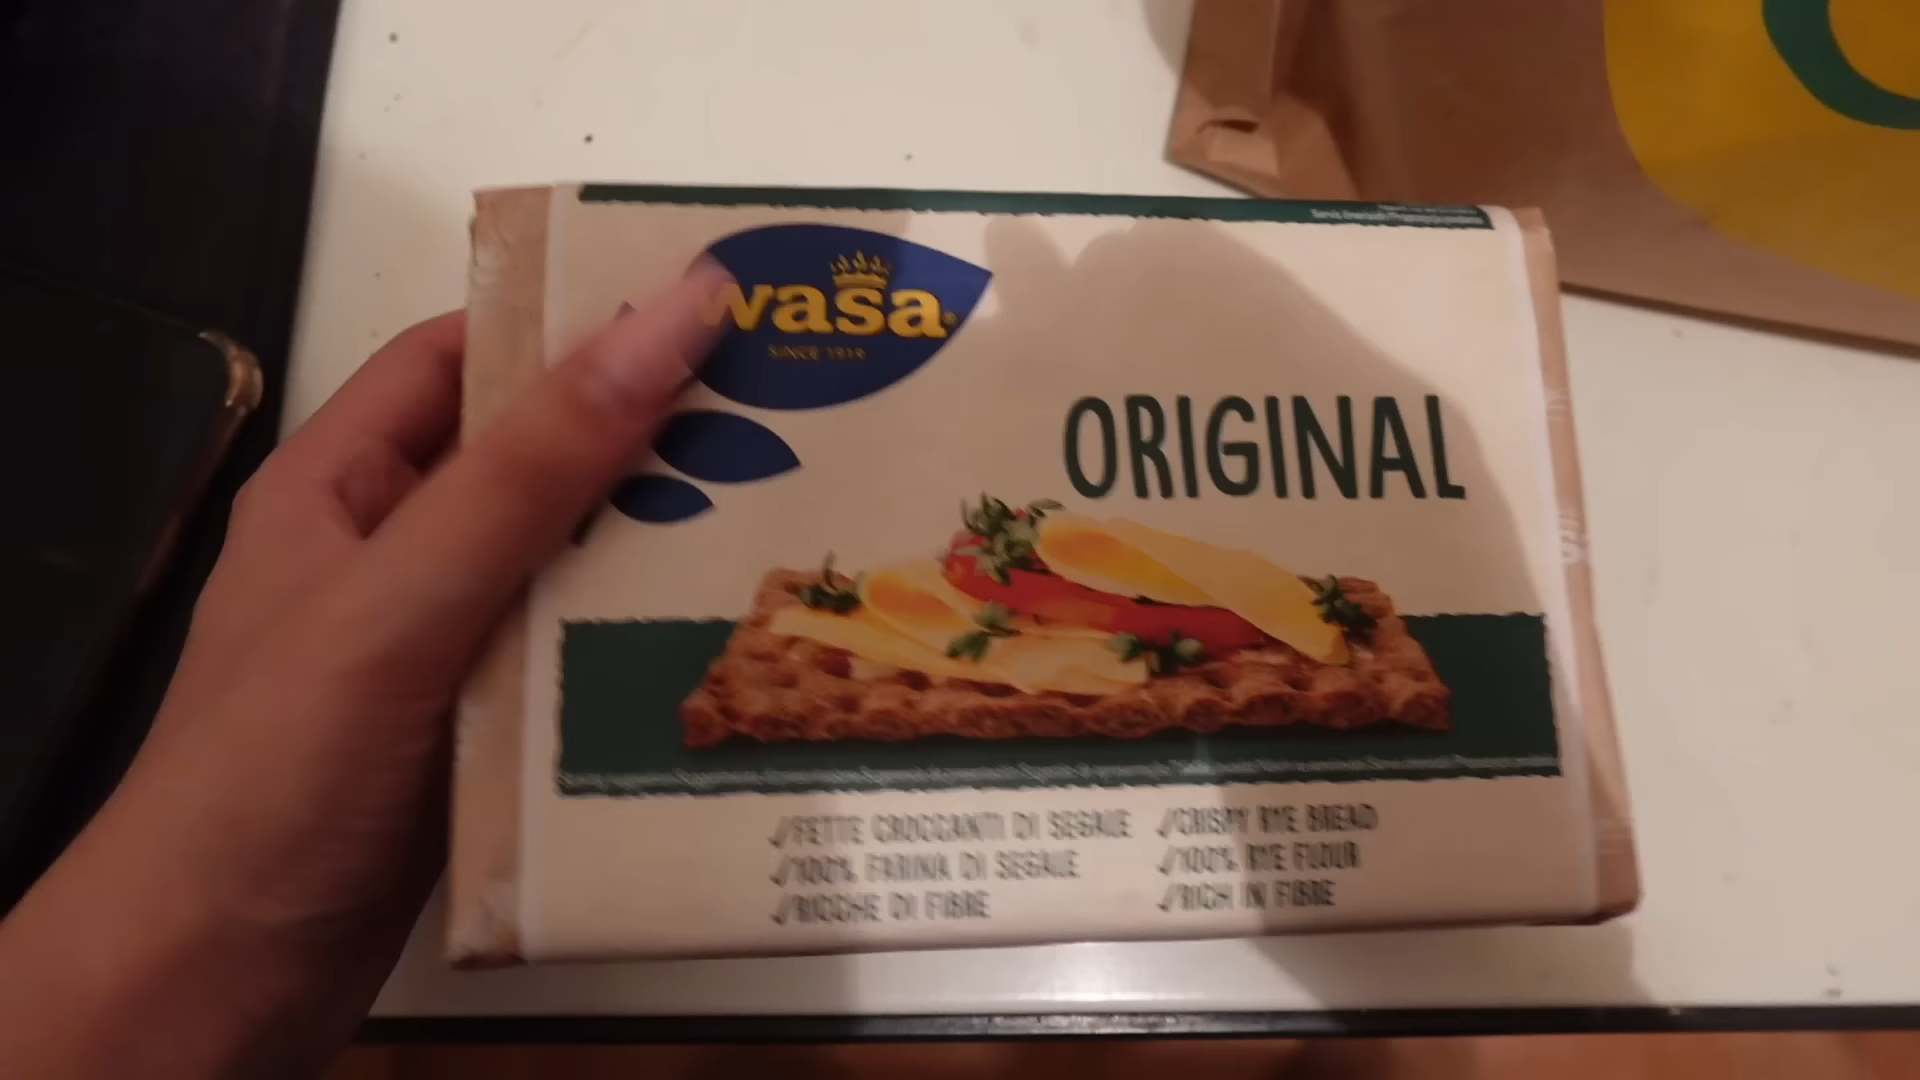 wasa
SINCE 1919
ORIGINAL
✓FETTE CROCCANTI DI SEGALE
✓100% FARINA DI SEGALE
✓RICCHE DI FIBRE
✓CRISPY RYE BREAD
✓100% RYE FLOUR
✓RICH IN FIBRE